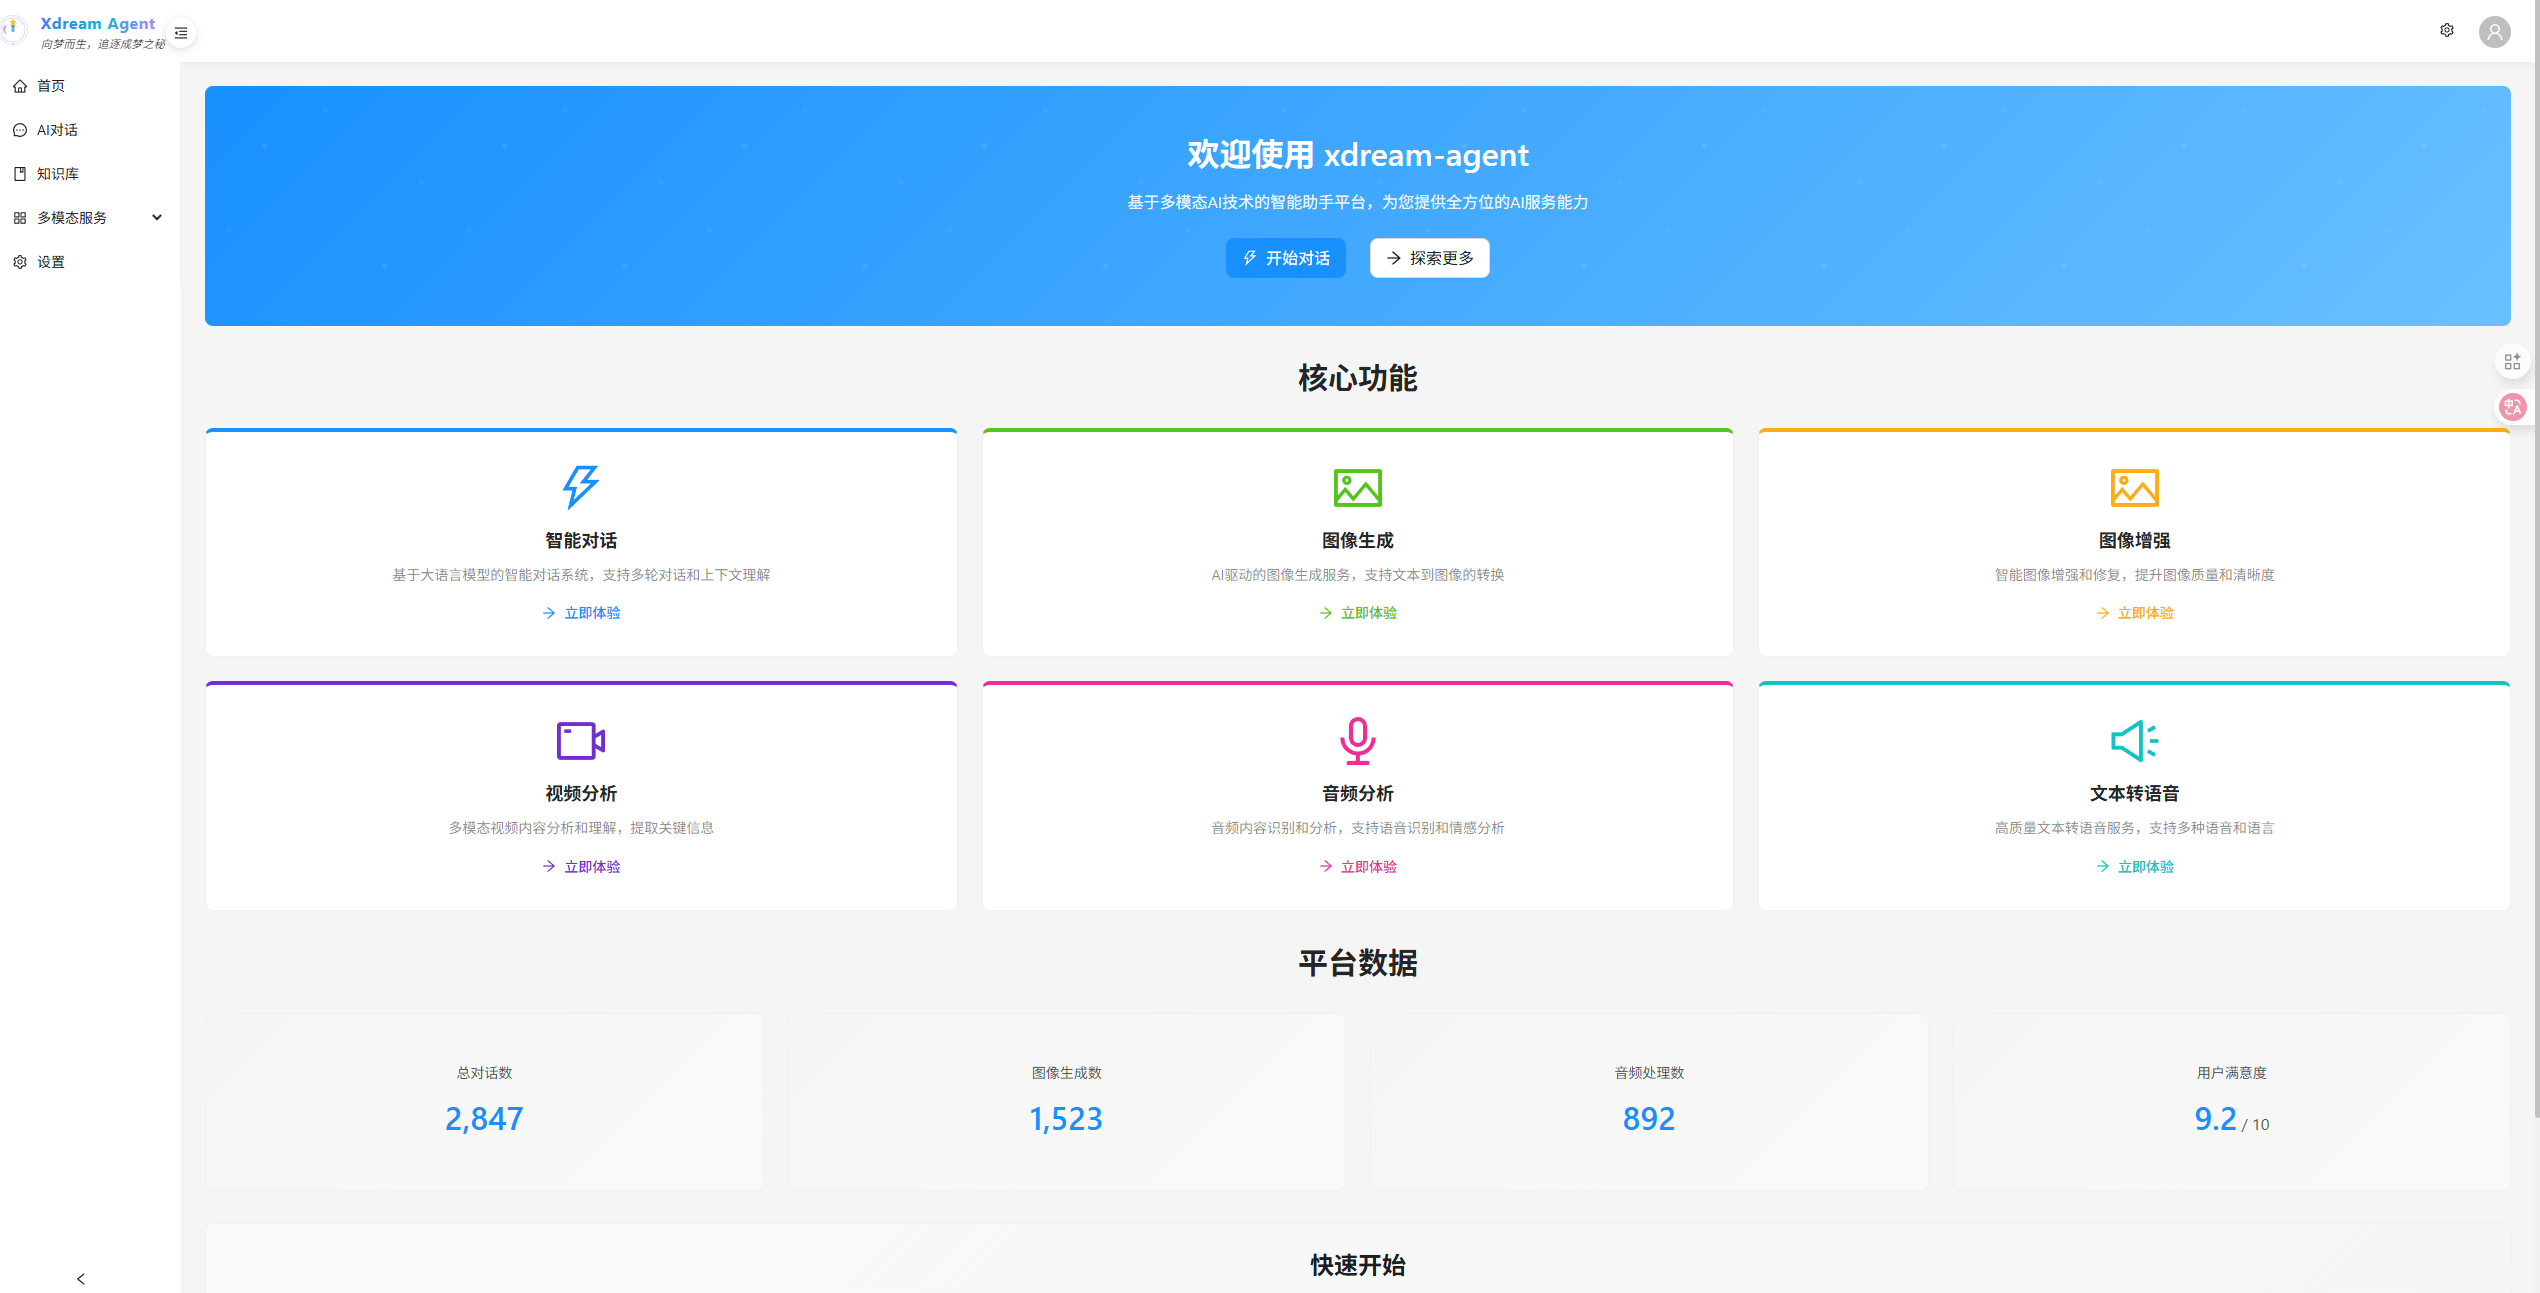 Xdream Agent
向梦而生，追逐成梦之秘
首页
AI对话
知识库
多模态服务
设置
欢迎使用 xdream-agent
基于多模态AI技术的智能助手平台，为您提供全方位的AI服务能力
开始对话
探索更多
核心功能
智能对话
基于大语言模型的智能对话系统，支持多轮对话和上下文理解
立即体验
图像生成
AI驱动的图像生成服务，支持文本到图像的转换
立即体验
图像增强
智能图像增强和修复，提升图像质量和清晰度
立即体验
视频分析
多模态视频内容分析和理解，提取关键信息
立即体验
音频分析
音频内容识别和分析，支持语音识别和情感分析
立即体验
文本转语音
高质量文本转语音服务，支持多种语音和语言
立即体验
平台数据
总对话数
2,847
图像生成数
1,523
音频处理数
892
用户满意度
9.2 / 10
快速开始